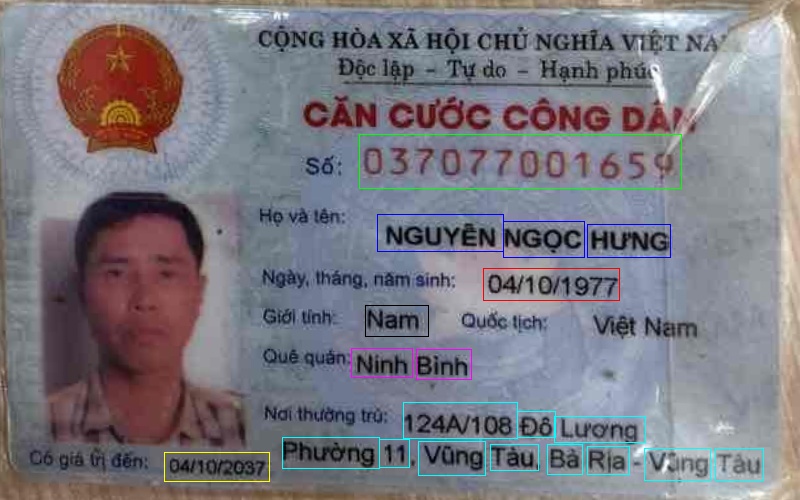 CỘNG HÒA XÃ HỘI CHỦ NGHĨA VIỆT NAM
Độc lập - Tự do - Hạnh phúc
CĂN CƯỚC CÔNG DÂN
Số: 037077001659
Họ và tên: NGUYỄN NGỌC HƯNG
Ngày, tháng, năm sinh: 04/10/1977
Giới tính: Nam Quốc tịch: Việt Nam
Quê quán: Ninh Bình
Nơi thường trú: 124A/108 Đô Lương
Phường 11, Vũng Tàu, Bà Rịa - Vũng Tàu
Có giá trị đến: 04/10/2037